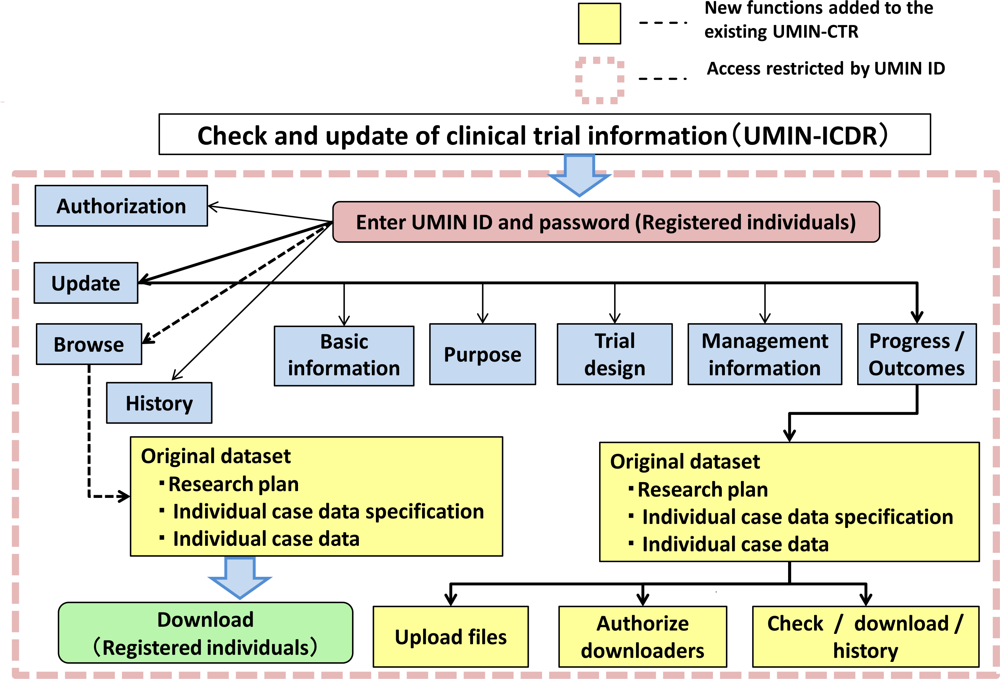 New functions added to the
existing UMIN-CTR
Access restricted by UMIN ID
Check and update of clinical trial information（UMIN-ICDR）
Authorization
Enter UMIN ID and password (Registered individuals)
Update
Browse
History
Basic
information
Purpose
Trial
design
Management
information
Progress /
Outcomes
Original dataset
・Research plan
・ Individual case data specification
・ Individual case data
Original dataset
・Research plan
・ Individual case data specification
・ Individual case data
Download
（Registered individuals）
Upload files
Authorize
downloaders
Check / download /
history